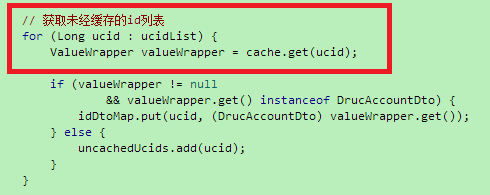 // 获取未经缓存的id列表
for (Long ucid : ucidList) {
    ValueWrapper valueWrapper = cache.get(ucid);
    if (valueWrapper != null
            && valueWrapper.get() instanceof DrucAccountDto) {
        idDtoMap.put(ucid, (DrucAccountDto) valueWrapper.get());
    } else {
        uncachedUcids.add(ucid);
    }
}